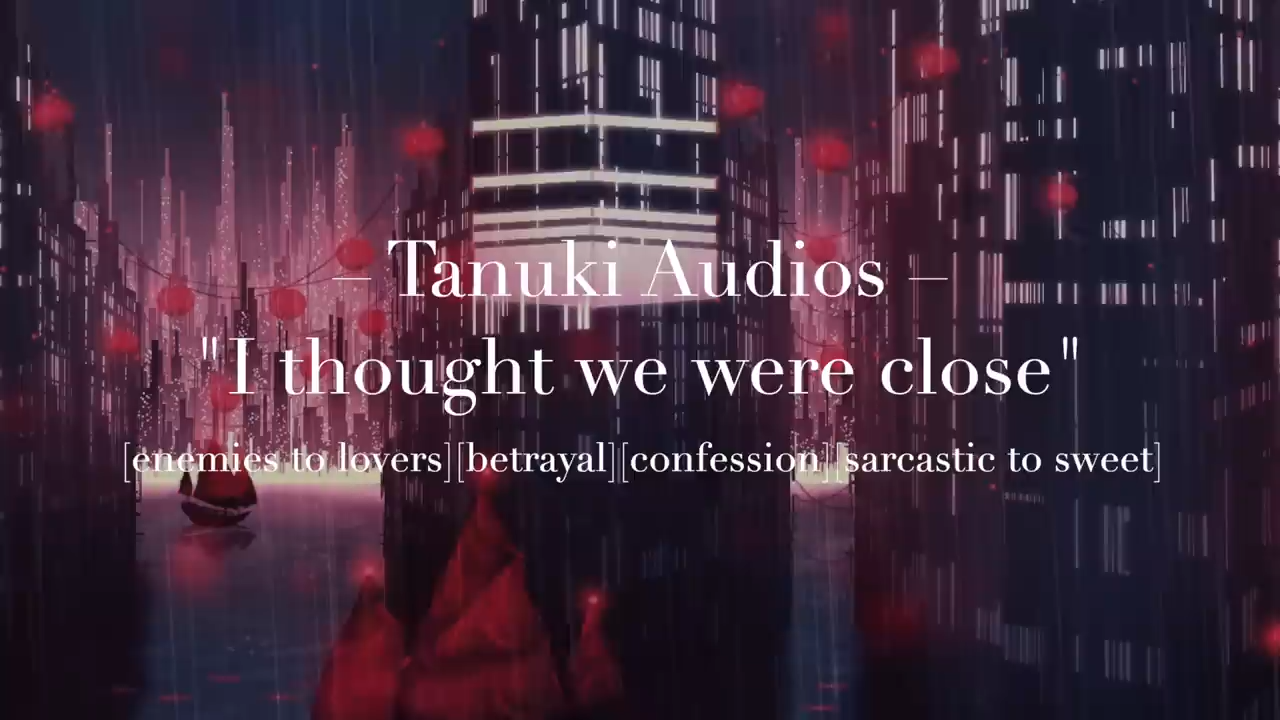 — Tanuki Audios —
"I thought we were close"
[enemies to lovers][betrayal][confession][sarcastic to sweet]